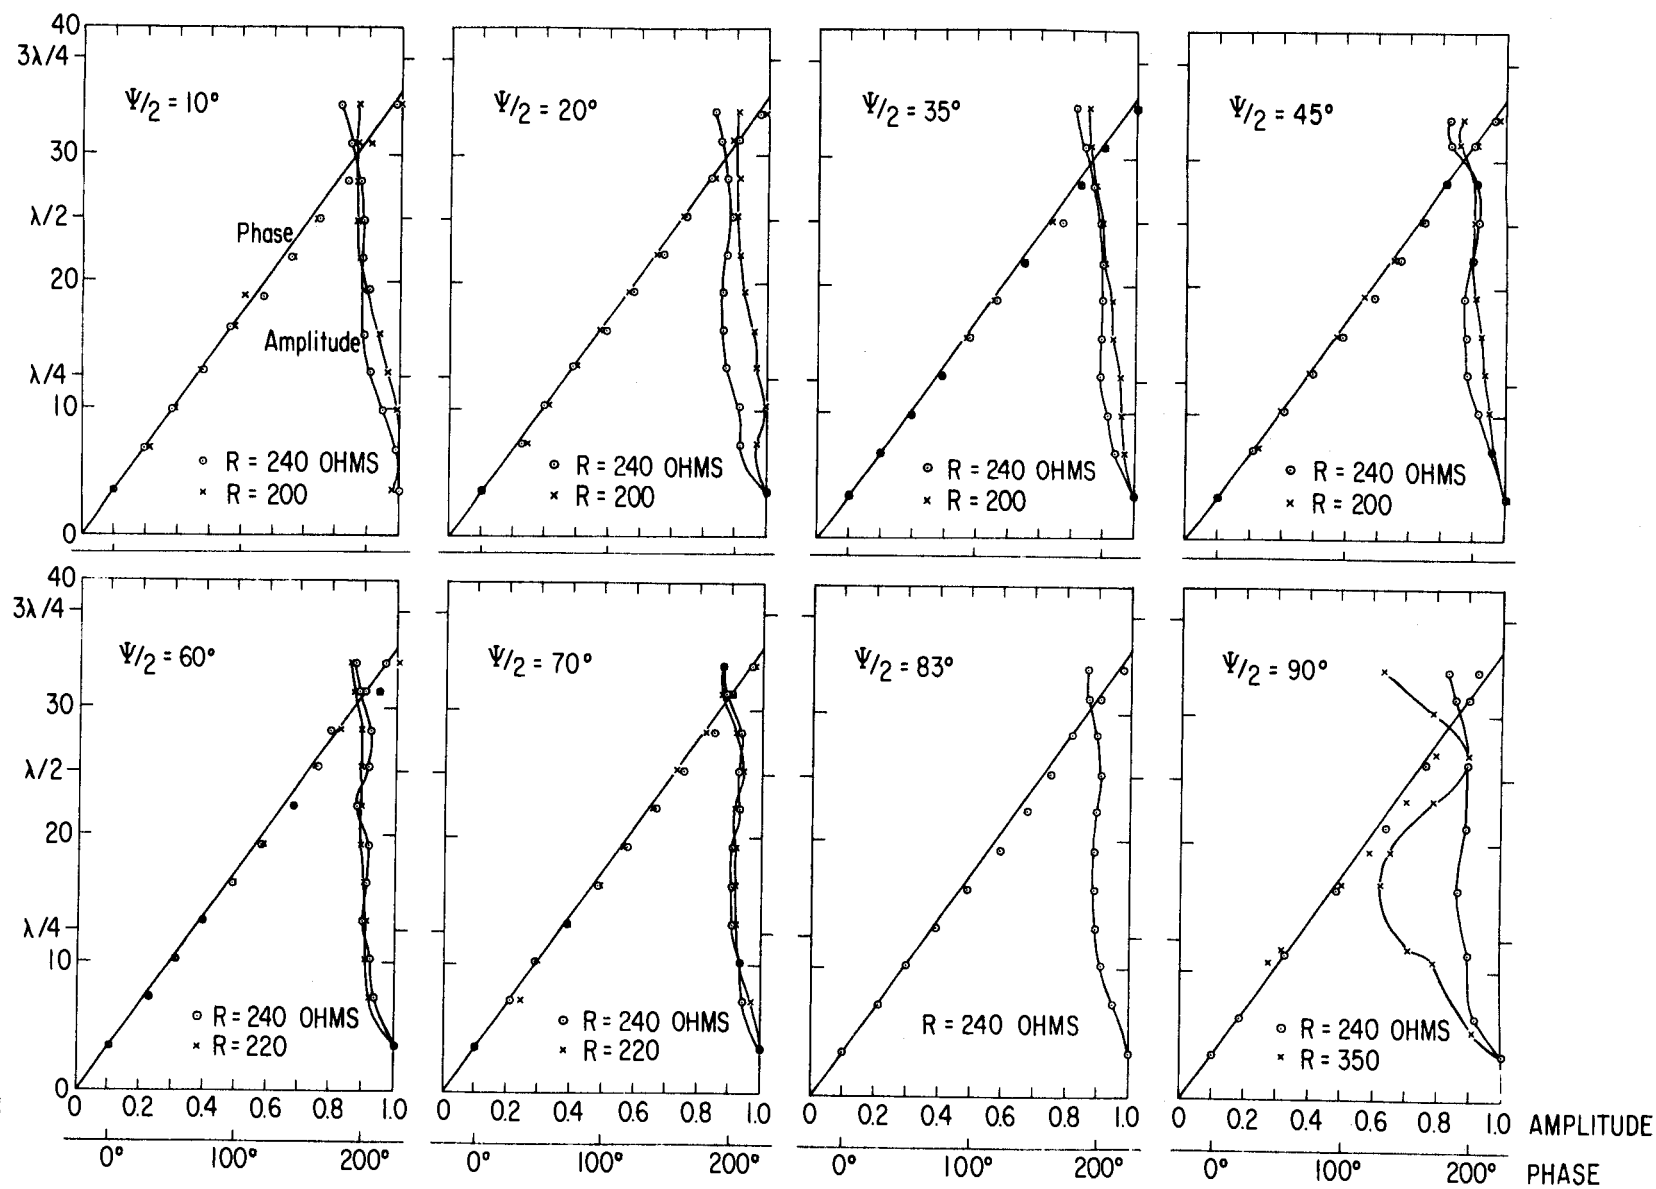 40
3λ/4
30
λ/2
20
λ/4
10
0
Ψ/2 = 10°
Phase
Amplitude
⊙ R = 240 OHMS
× R = 200
Ψ/2 = 20°
⊙ R = 240 OHMS
× R = 200
Ψ/2 = 35°
⊙ R = 240 OHMS
× R = 200
Ψ/2 = 45°
⊙ R = 240 OHMS
× R = 200
40
3λ/4
30
λ/2
20
λ/4
10
0
Ψ/2 = 60°
⊙ R = 240 OHMS
× R = 220
Ψ/2 = 70°
⊙ R = 240 OHMS
× R = 220
Ψ/2 = 83°
R = 240 OHMS
Ψ/2 = 90°
⊙ R = 240 OHMS
× R = 350
0 0.2 0.4 0.6 0.8 1.0 0 0.2 0.4 0.6 0.8 1.0 0 0.2 0.4 0.6 0.8 1.0 0 0.2 0.4 0.6 0.8 1.0 AMPLITUDE
0° 100° 200° 0° 100° 200° 0° 100° 200° 0° 100° 200° PHASE